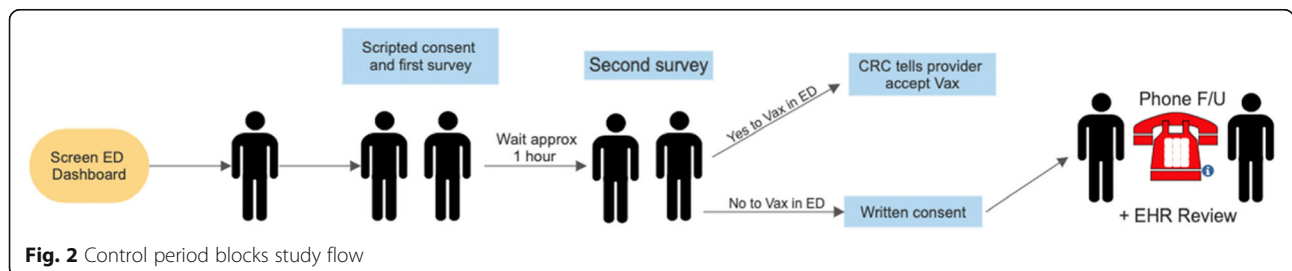 Scripted consent
and first survey
Second survey
CRC tells provider
accept Vax
Phone F/U
Screen ED
Dashboard
Wait approx
1 hour
Yes to Vax in ED
No to Vax in ED
Written consent
i
+ EHR Review
Fig. 2 Control period blocks study flow